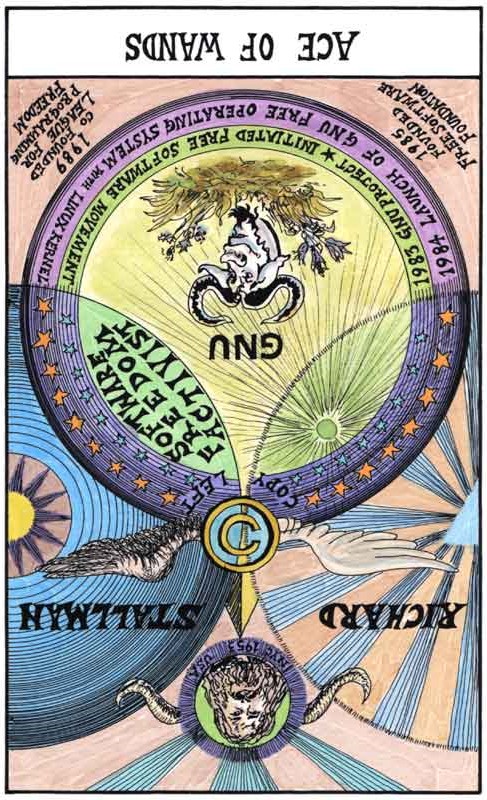 NYC 1953
USA
RICHARD STALLMAN
COPY LEFT
SOFTWARE
FREEDOM
ACTIVIST
GNU
1983 GNU PROJECT ★ INITIATED FREE SOFTWARE MOVEMENT
1984 LAUNCH OF GNU FREE OPERATING SYSTEM WITH LINUX KERNEL
1985
FOUNDED
FREE SOFTWARE
FOUNDATION
1989
CO FOUNDED
LEAGUE FOR
PROGRAMMING
FREEDOM
ACE OF WANDS